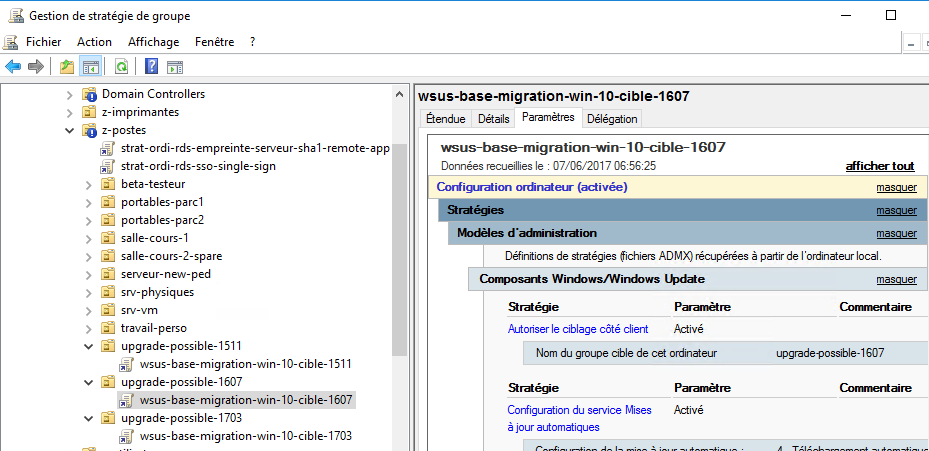 Gestion de stratégie de groupe
Fichier Action Affichage Fenêtre ?
Domain Controllers
z-imprimantes
z-postes
strat-ordi-rds-empreinte-serveur-sha1-remote-app
strat-ordi-rds-sso-single-sign
beta-testeur
portables-parc1
portables-parc2
salle-cours-1
salle-cours-2-spare
serveur-new-ped
srv-physiques
srv-vm
travail-perso
upgrade-possible-1511
wsus-base-migration-win-10-cible-1511
upgrade-possible-1607
wsus-base-migration-win-10-cible-1607
upgrade-possible-1703
wsus-base-migration-win-10-cible-1703
wsus-base-migration-win-10-cible-1607
Étendue Détails Paramètres Délégation
wsus-base-migration-win-10-cible-1607
Données recueillies le : 07/06/2017 06:56:25 afficher tout
Configuration ordinateur (activée) masquer
Stratégies masquer
Modèles d'administration masquer
Définitions de stratégies (fichiers ADMX) récupérées à partir de l'ordinateur local.
Composants Windows/Windows Update masquer
Stratégie Paramètre Commentaire
Autoriser le ciblage côté client Activé
Nom du groupe cible de cet ordinateur upgrade-possible-1607
Stratégie Paramètre Commentaire
Configuration du service Mises Activé
à jour automatiques
Configuration de la mise à jour automatique : 4 - Téléchargement automatique